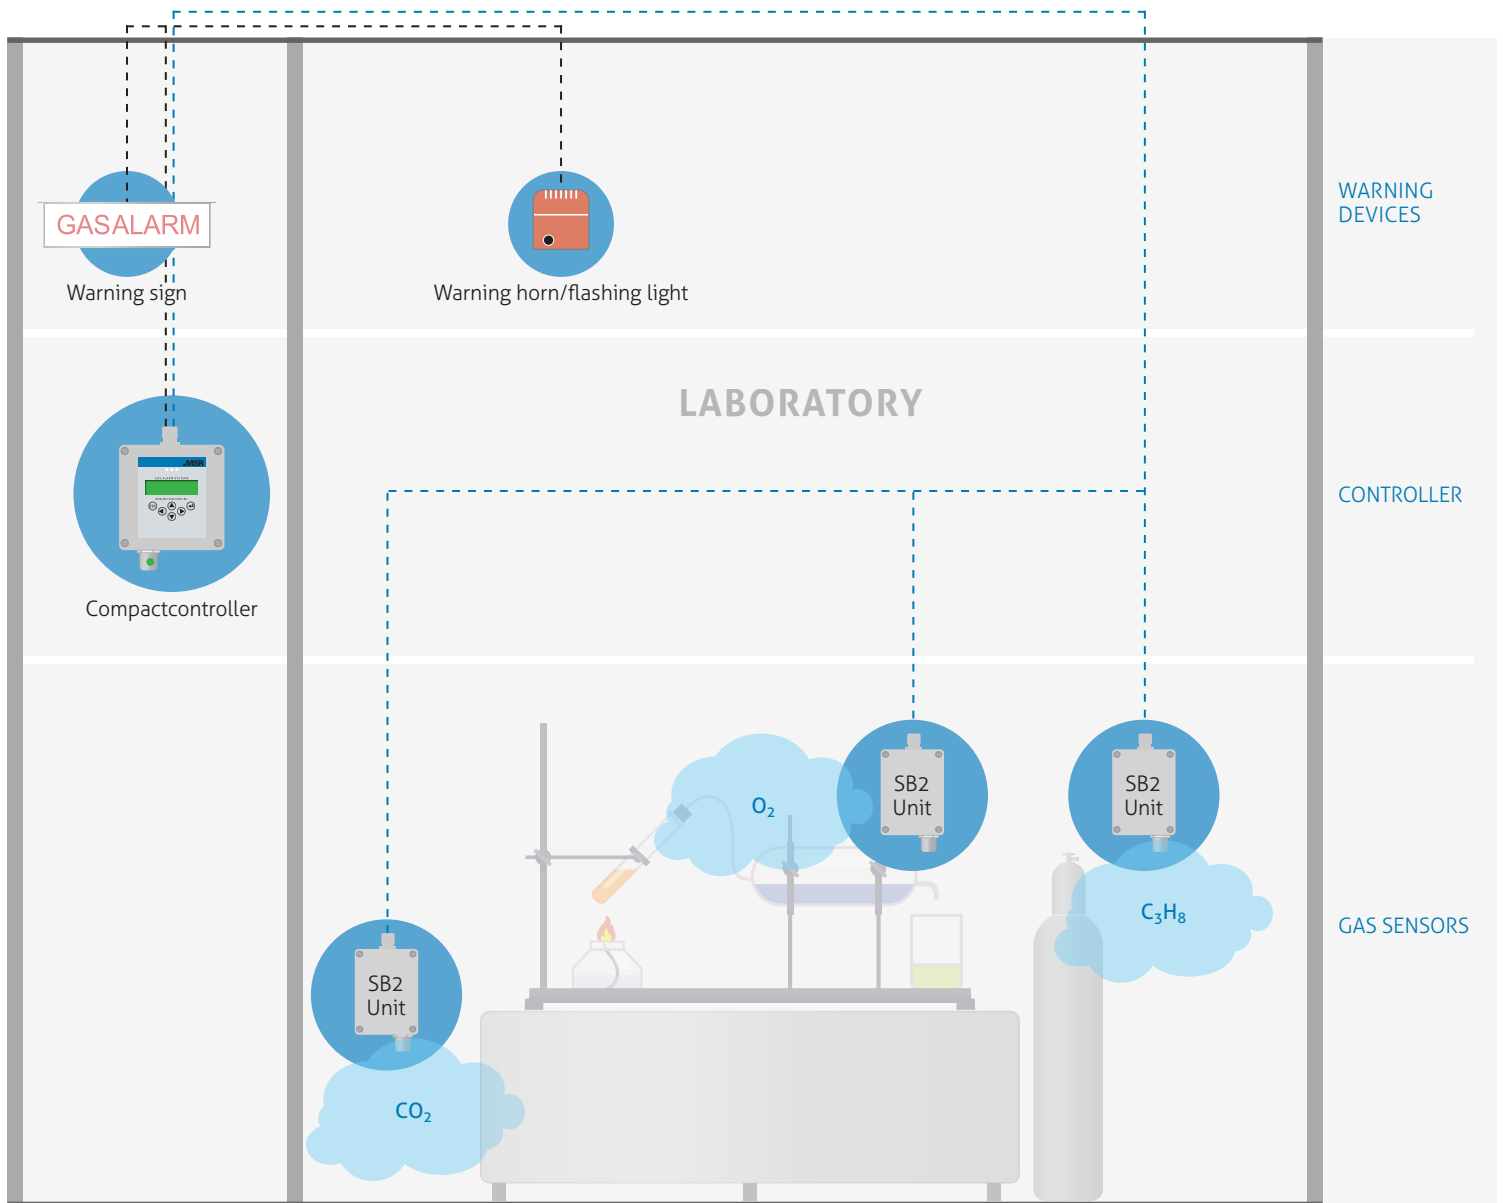 GASALARM
Warning sign
Warning horn/flashing light
WARNING
DEVICES
LABORATORY
MSR
CONTROLLER
Compactcontroller
O₂
SB2
Unit
SB2
Unit
C₃H₈
GAS SENSORS
SB2
Unit
CO₂